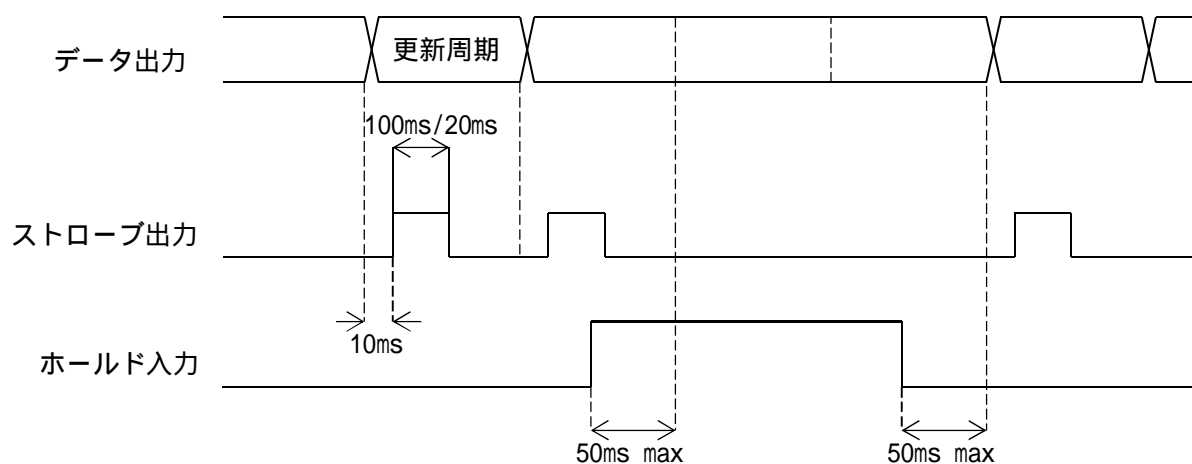 データ出力
更新周期
100ms/20ms
ストローブ出力
10ms
ホールド入力
50ms max
50ms max